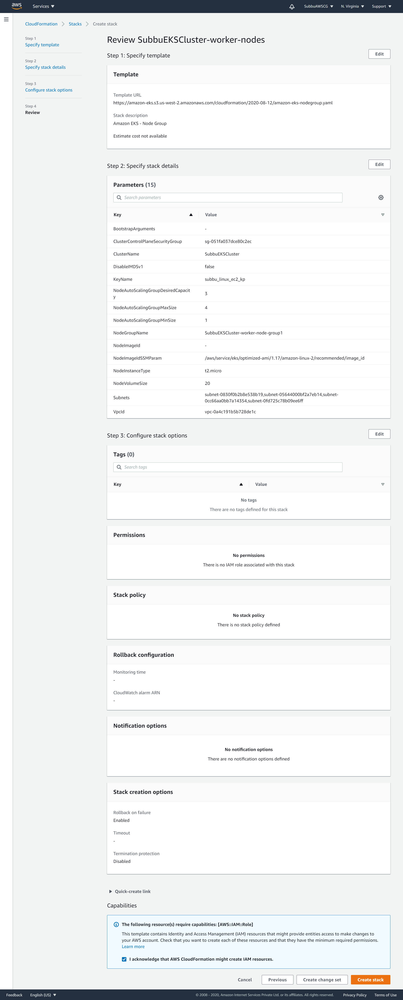 aws
Services
SubbuAWSCG
N. Virginia
Support
CloudFormation
Stacks
Create stack
Step 1
Specify template
Step 2
Specify stack details
Step 3
Configure stack options
Step 4
Review
Review SubbuEKSCluster-worker-nodes
Step 1: Specify template
Edit
Template
Template URL
https://amazon-eks.s3.us-west-2.amazonaws.com/cloudformation/2020-08-12/amazon-eks-nodegroup.yaml
Stack description
Amazon EKS - Node Group
Estimate cost not available
Step 2: Specify stack details
Edit
Parameters (15)
Search parameters
Key Value
BootstrapArguments -
ClusterControlPlaneSecurityGroup sg-051fa037dce80c2ec
ClusterName SubbuEKSCluster
DisableIMDSv1 false
KeyName subbu_linux_ec2_kp
NodeAutoScalingGroupDesiredCapacit
y 3
NodeAutoScalingGroupMaxSize 4
NodeAutoScalingGroupMinSize 1
NodeGroupName SubbuEKSCluster-worker-node-group1
NodeImageId -
NodeImageIdSSMParam /aws/service/eks/optimized-ami/1.17/amazon-linux-2/recommended/image_id
NodeInstanceType t2.micro
NodeVolumeSize 20
Subnets subnet-0830f0b2b8e538b19,subnet-05644000bf2a7eb14,subnet-
0cc66aa0bb7a14354,subnet-0fd725c78b09ee6ff
VpcId vpc-0a4c191b5b728de1c
Step 3: Configure stack options
Edit
Tags (0)
Search tags
Key Value
No tags
There are no tags defined for this stack
Permissions
No permissions
There is no IAM role associated with this stack
Stack policy
No stack policy
There is no stack policy defined
Rollback configuration
Monitoring time
-
CloudWatch alarm ARN
-
Notification options
No notification options
There are no notification options defined
Stack creation options
Rollback on failure
Enabled
Timeout
-
Termination protection
Disabled
Quick-create link
Capabilities
The following resource(s) require capabilities: [AWS::IAM::Role]
This template contains Identity and Access Management (IAM) resources that might provide entities access to make changes to
your AWS account. Check that you want to create each of these resources and that they have the minimum required permissions.
Learn more
I acknowledge that AWS CloudFormation might create IAM resources.
Cancel
Previous
Create change set
Create stack
Feedback
English (US)
© 2008 - 2020, Amazon Internet Services Private Ltd. or its affiliates. All rights reserved.
Privacy Policy
Terms of Use